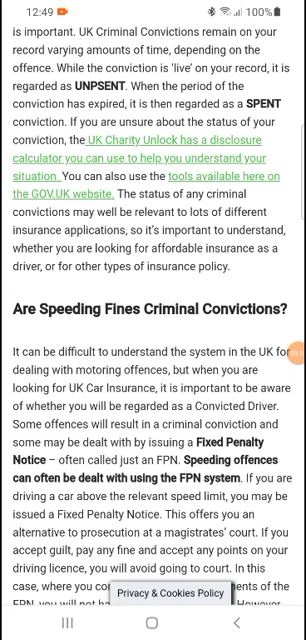 12:49 100%
is important. UK Criminal Convictions remain on your
record varying amounts of time, depending on the
offence. While the conviction is 'live' on your record, it is
regarded as UNPSENT. When the period of the
conviction has expired, it is then regarded as a SPENT
conviction. If you are unsure about the status of your
conviction, the UK Charity Unlock has a disclosure
calculator you can use to help you understand your
situation. You can also use the tools available here on
the GOV.UK website. The status of any criminal
convictions may well be relevant to lots of different
insurance applications, so it's important to understand,
whether you are looking for affordable insurance as a
driver, or for other types of insurance policy.
Are Speeding Fines Criminal Convictions?
It can be difficult to understand the system in the UK for
dealing with motoring offences, but when you are
looking for UK Car Insurance, it is important to be aware
of whether you will be regarded as a Convicted Driver.
Some offences will result in a criminal conviction and
some may be dealt with by issuing a Fixed Penalty
Notice – often called just an FPN. Speeding offences
can often be dealt with using the FPN system. If you are
driving a car above the relevant speed limit, you may be
issued a Fixed Penalty Notice. This offers you an
alternative to prosecution at a magistrates' court. If you
accept guilt, pay any fine and accept any points on your
driving licence, you will avoid going to court. In this
case, where you ents of the
Privacy & Cookies Policy
FPN, you will not However